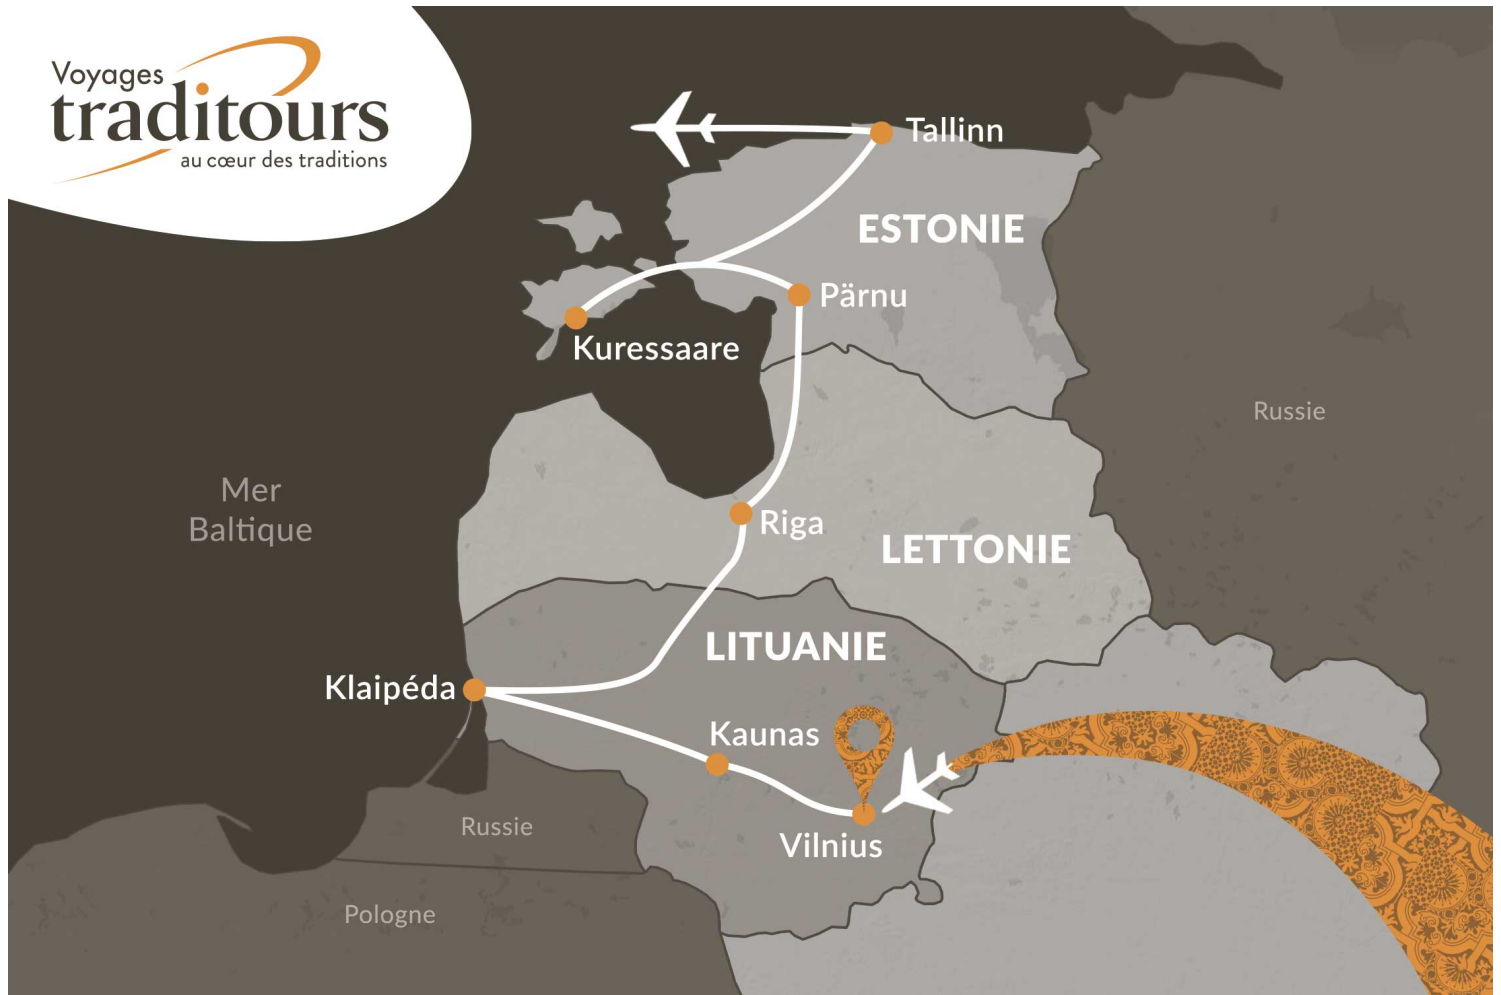 Voyages
traditours
au cœur des traditions
Tallinn
ESTONIE
Pärnu
Kuressaare
Russie
Mer
Baltique
Riga
LETTONIE
LITUANIE
Klaipéda
Kaunas
Vilnius
Russie
Pologne